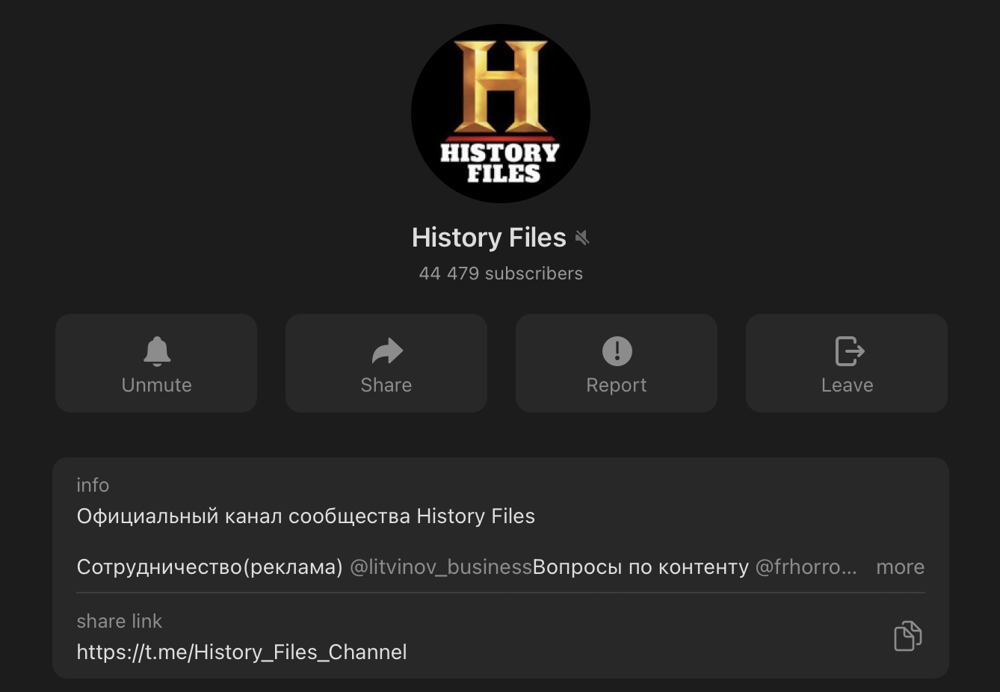 H
HISTORY
FILES
History Files
44 479 subscribers
Unmute
Share
Report
Leave
info
Официальный канал сообщества History Files
Сотрудничество(реклама) @litvinov_businessВопросы по контенту @frhorro... more
share link
https://t.me/History_Files_Channel